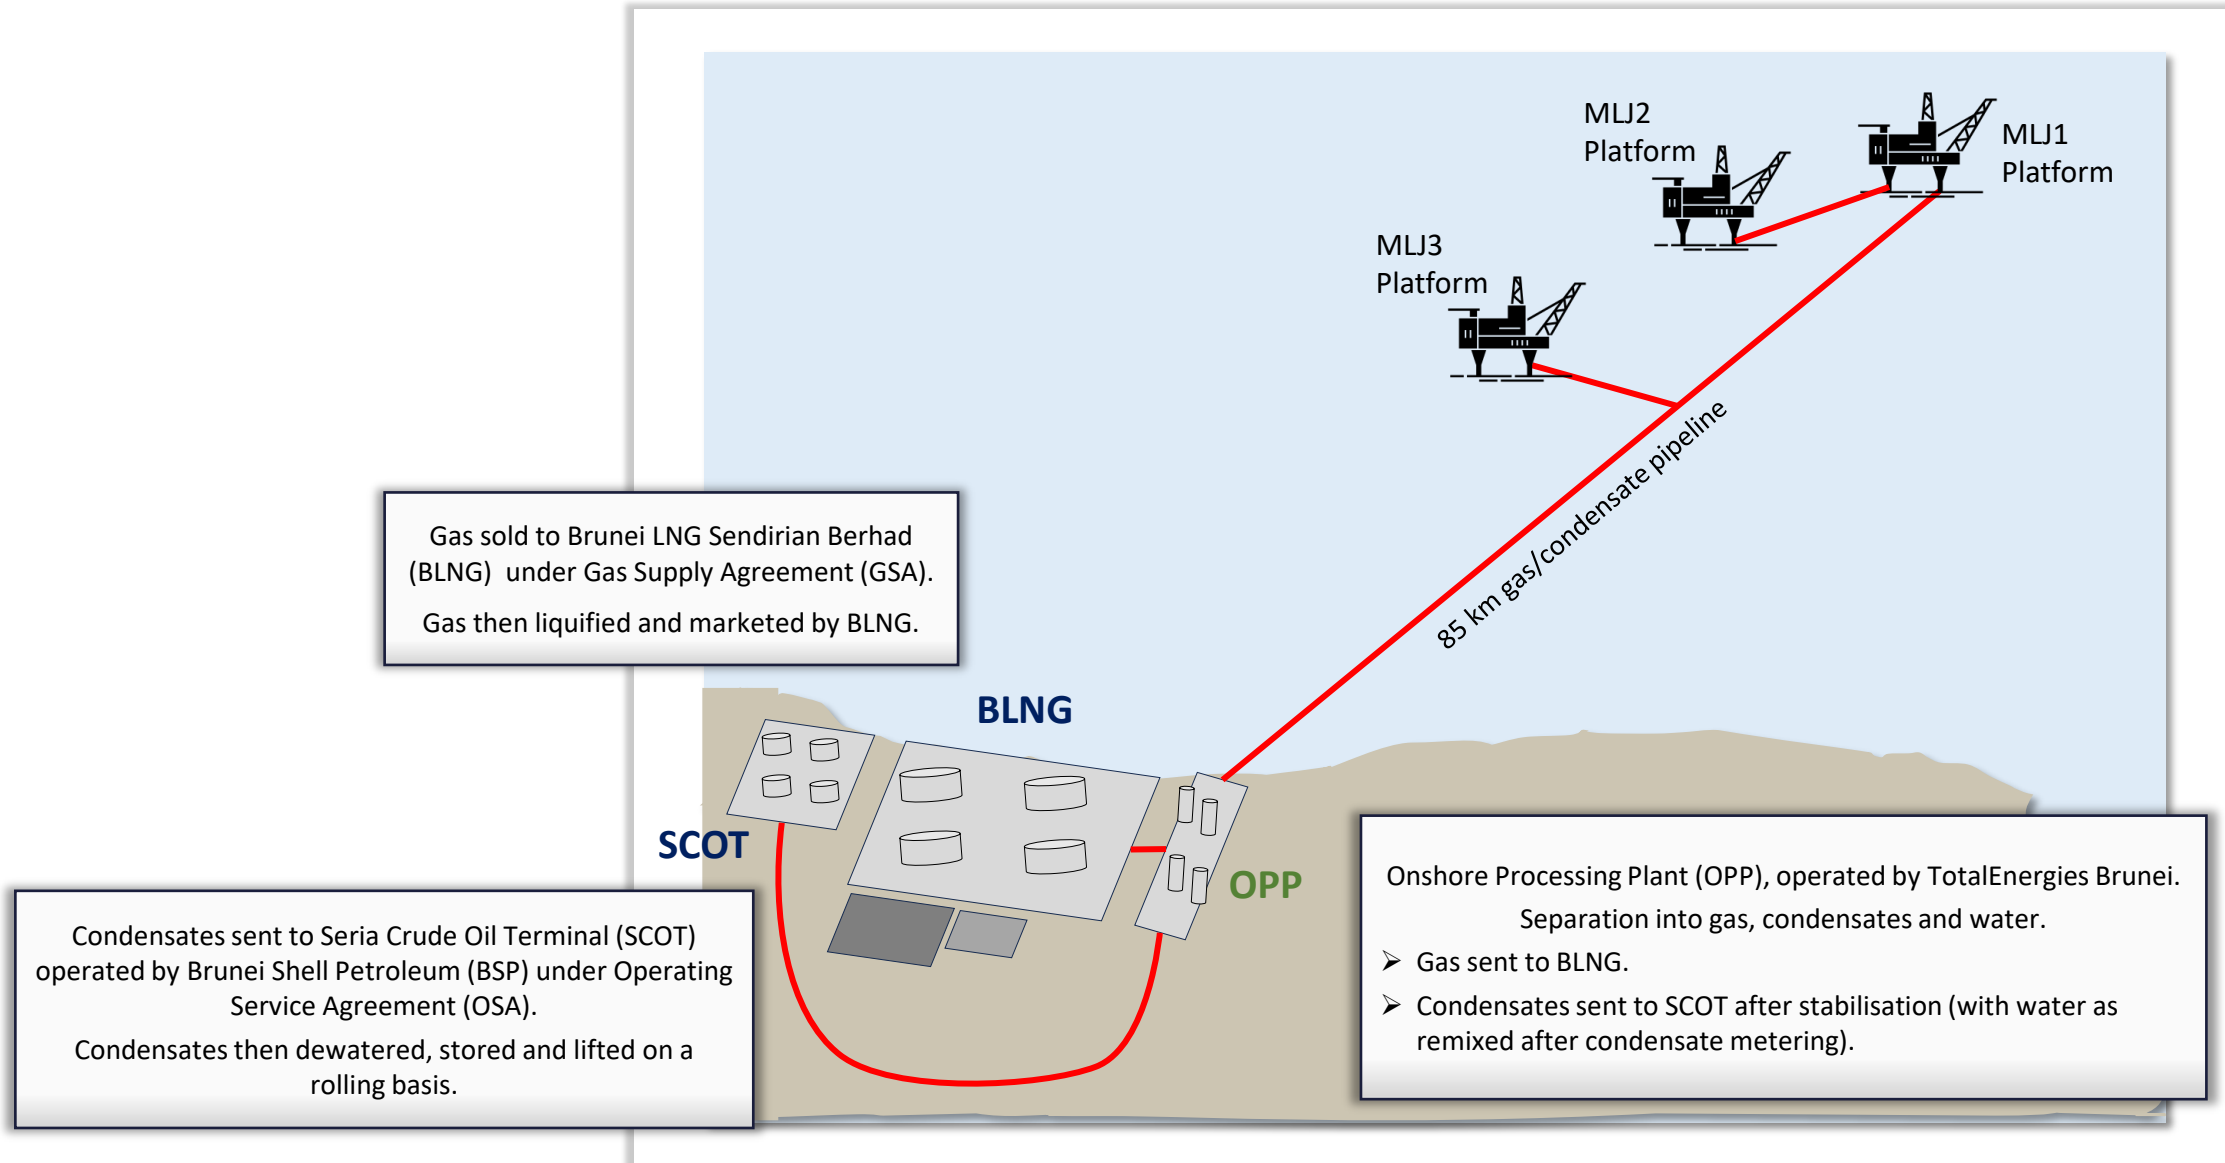 MLJ2
Platform
MLJ1
Platform
MLJ3
Platform
85 km gas/condensate pipeline
Gas sold to Brunei LNG Sendirian Berhad
(BLNG) under Gas Supply Agreement (GSA).
Gas then liquified and marketed by BLNG.
BLNG
SCOT
OPP
Condensates sent to Seria Crude Oil Terminal (SCOT)
operated by Brunei Shell Petroleum (BSP) under Operating
Service Agreement (OSA).
Condensates then dewatered, stored and lifted on a
rolling basis.
Onshore Processing Plant (OPP), operated by TotalEnergies Brunei.
Separation into gas, condensates and water.
➢ Gas sent to BLNG.
➢ Condensates sent to SCOT after stabilisation (with water as
remixed after condensate metering).